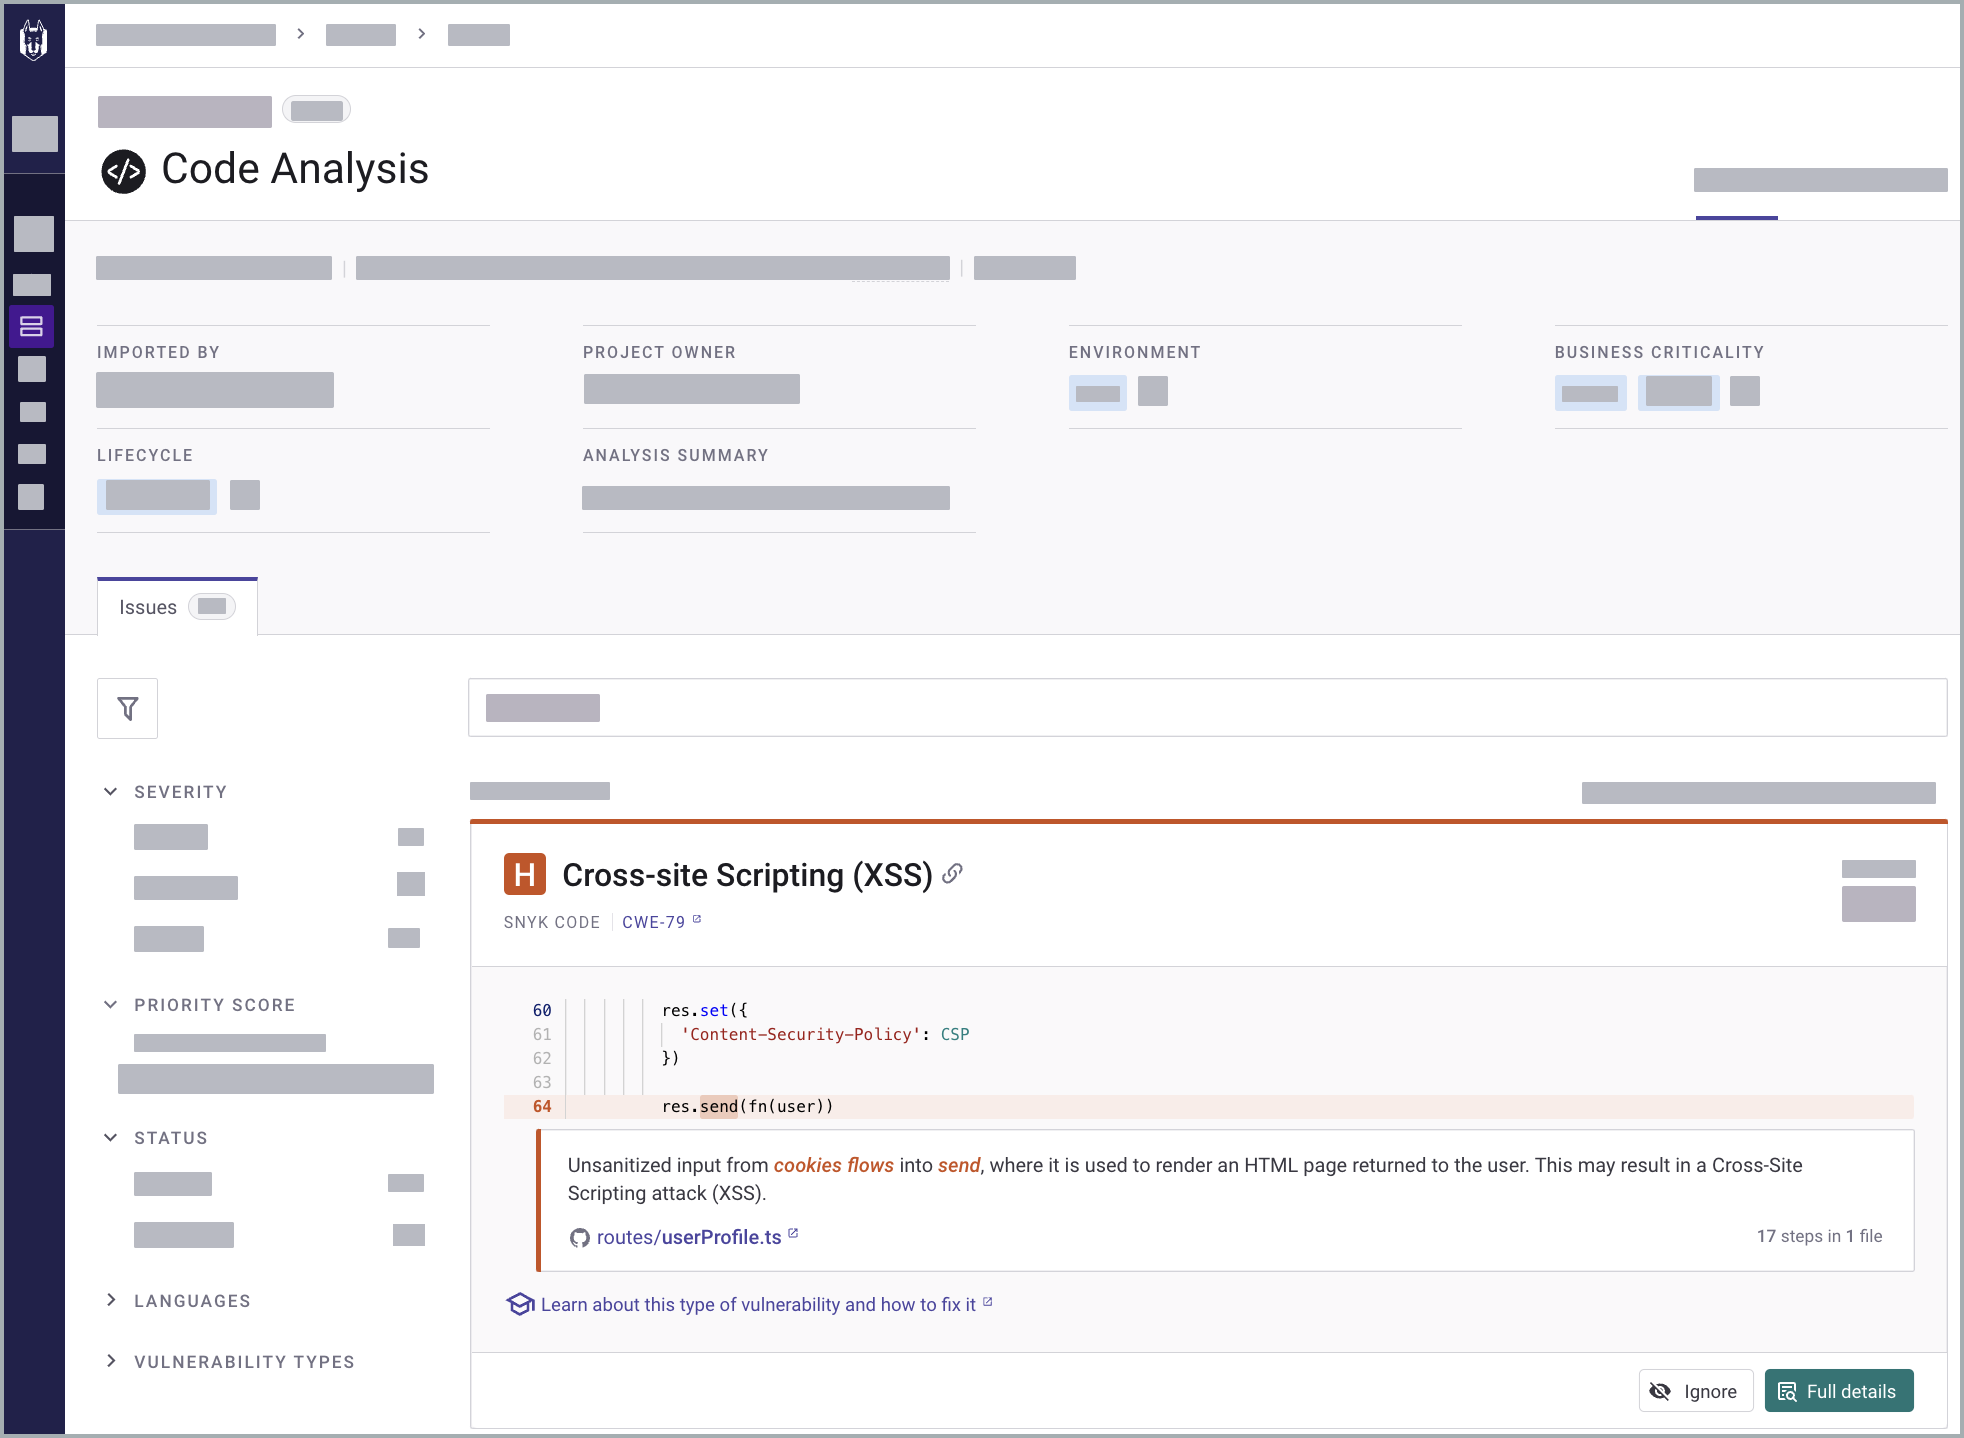 Code Analysis
IMPORTED BY
PROJECT OWNER
ENVIRONMENT
BUSINESS CRITICALITY
LIFECYCLE
ANALYSIS SUMMARY
Issues
SEVERITY
PRIORITY SCORE
STATUS
LANGUAGES
VULNERABILITY TYPES
H Cross-site Scripting (XSS)
SNYK CODE | CWE-79
60 res.set({
61 'Content-Security-Policy': CSP
62 })
63
64 res.send(fn(user))
Unsanitized input from cookies flows into send, where it is used to render an HTML page returned to the user. This may result in a Cross-Site
Scripting attack (XSS).
routes/userProfile.ts
17 steps in 1 file
Learn about this type of vulnerability and how to fix it
Ignore
Full details